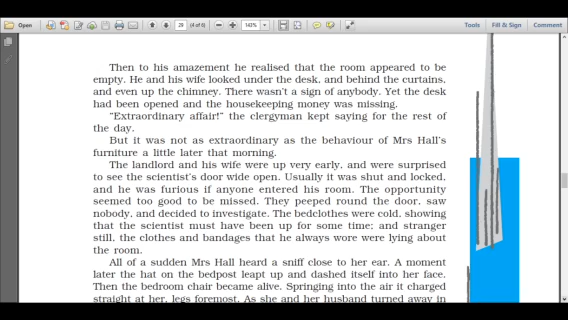 Open
29
(4 of 6)
142%
Tools
Fill & Sign
Comment
Then to his amazement he realised that the room appeared to be
empty. He and his wife looked under the desk, and behind the curtains,
and even up the chimney. There wasn't a sign of anybody. Yet the desk
had been opened and the housekeeping money was missing.
“Extraordinary affair!” the clergyman kept saying for the rest of
the day.
But it was not as extraordinary as the behaviour of Mrs Hall's
furniture a little later that morning.
The landlord and his wife were up very early, and were surprised
to see the scientist's door wide open. Usually it was shut and locked,
and he was furious if anyone entered his room. The opportunity
seemed too good to be missed. They peeped round the door, saw
nobody, and decided to investigate. The bedclothes were cold, showing
that the scientist must have been up for some time; and stranger
still, the clothes and bandages that he always wore were lying about
the room.
All of a sudden Mrs Hall heard a sniff close to her ear. A moment
later the hat on the bedpost leapt up and dashed itself into her face.
Then the bedroom chair became alive. Springing into the air it charged
straight at her, legs foremost. As she and her husband turned away in